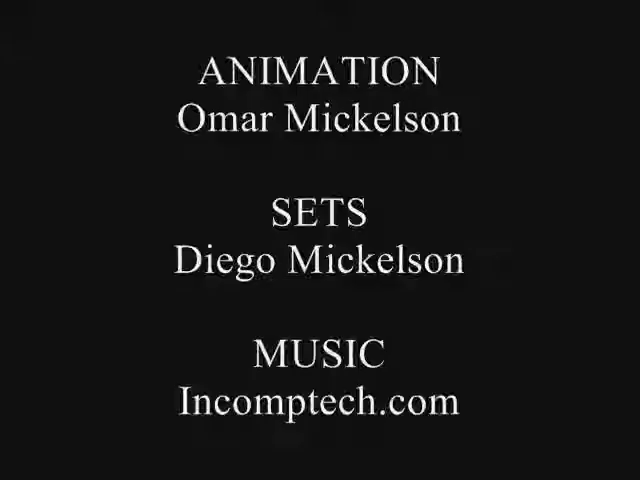 ANIMATION
Omar Mickelson
SETS
Diego Mickelson
MUSIC
Incomptech.com